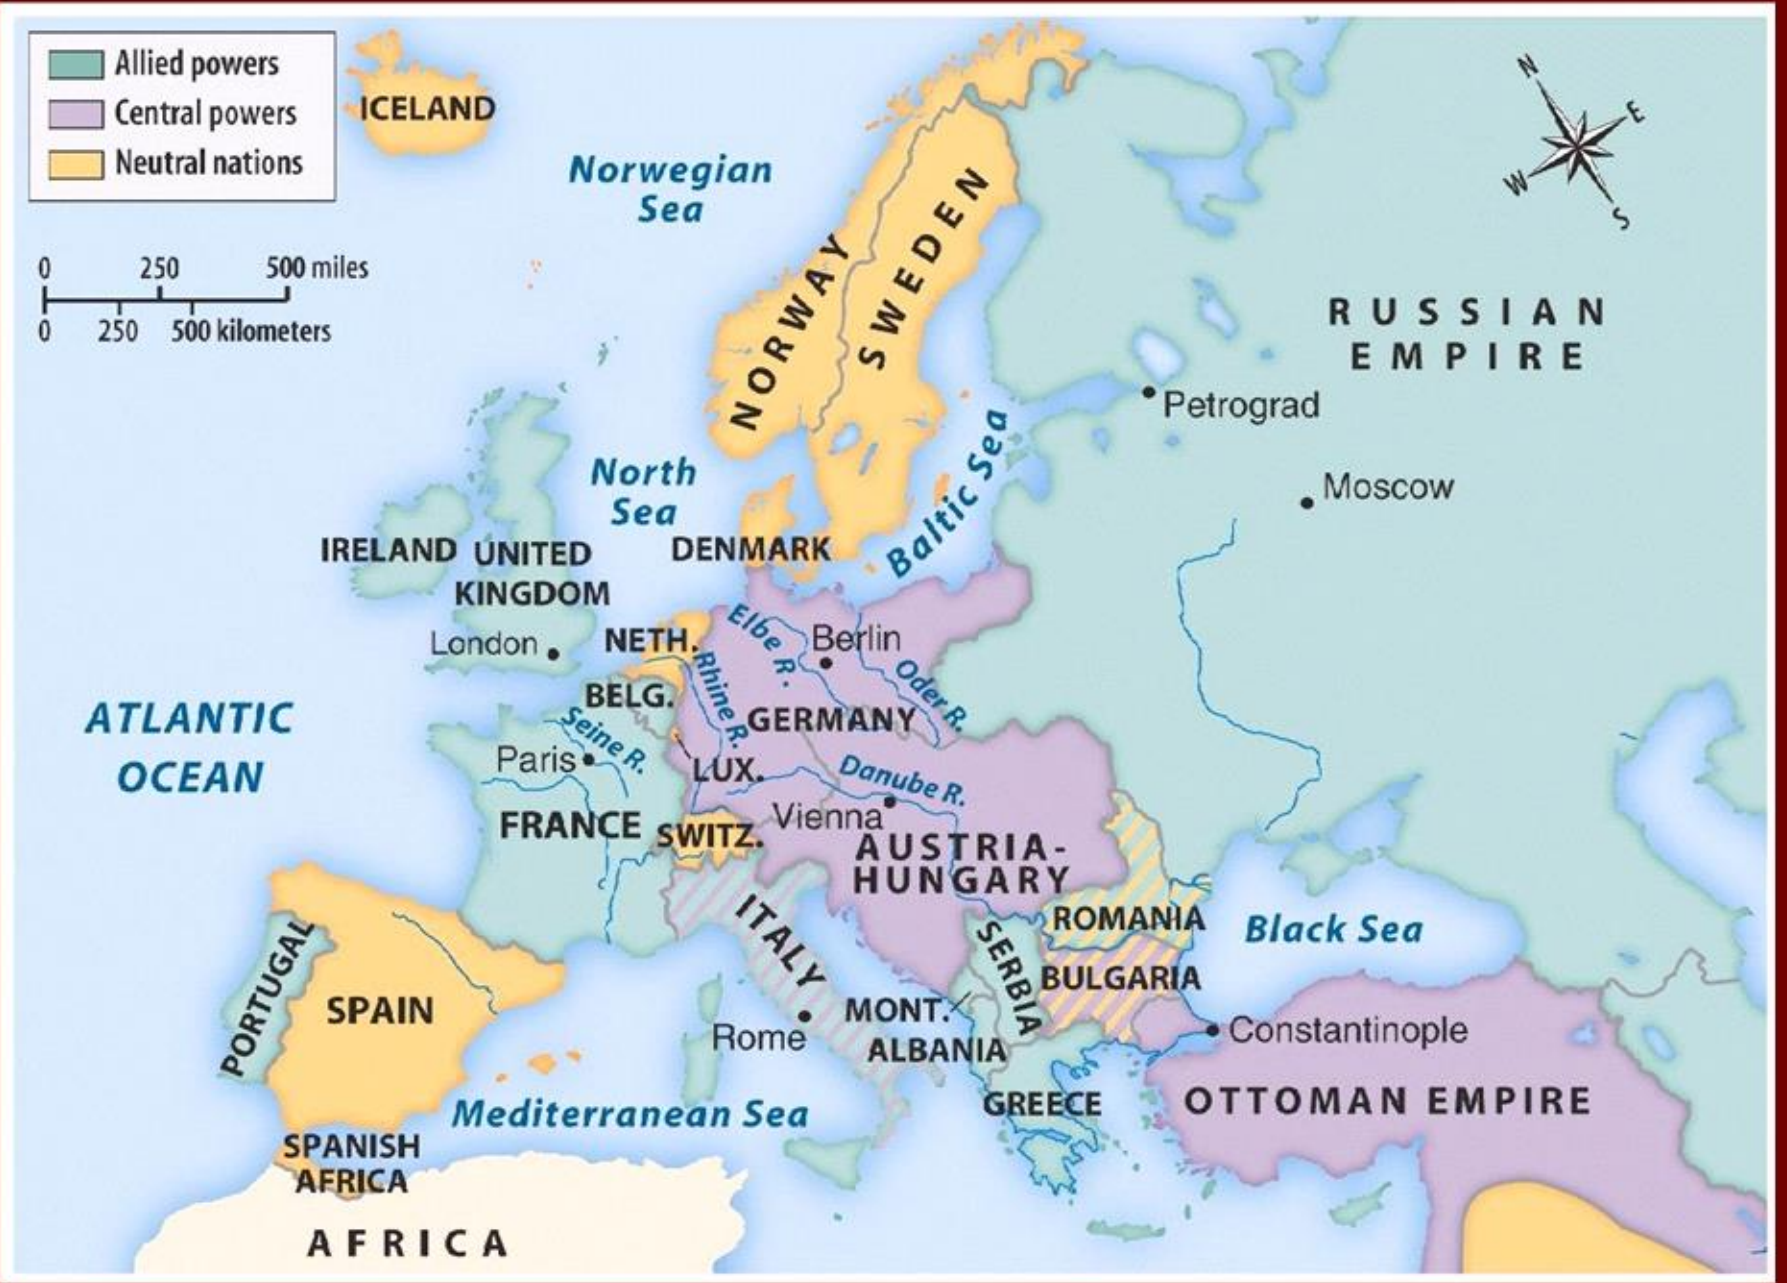 Allied powers
Central powers
Neutral nations
0 250 500 miles
0 250 500 kilometers
ICELAND
Norwegian
Sea
N
E
W
S
NORWAY
SWEDEN
RUSSIAN
EMPIRE
Petrograd
Moscow
North
Sea
Baltic Sea
IRELAND
UNITED
KINGDOM
London
DENMARK
NETH.
BELG.
Elbe R.
Berlin
Oder R.
Rhine R.
GERMANY
ATLANTIC
OCEAN
Seine R.
Paris
LUX.
Danube R.
FRANCE
SWITZ.
Vienna
AUSTRIA-
HUNGARY
ITALY
ROMANIA
Black Sea
SERBIA
BULGARIA
PORTUGAL
SPAIN
Rome
MONT.
ALBANIA
Constantinople
GREECE
OTTOMAN EMPIRE
Mediterranean Sea
SPANISH
AFRICA
AFRICA